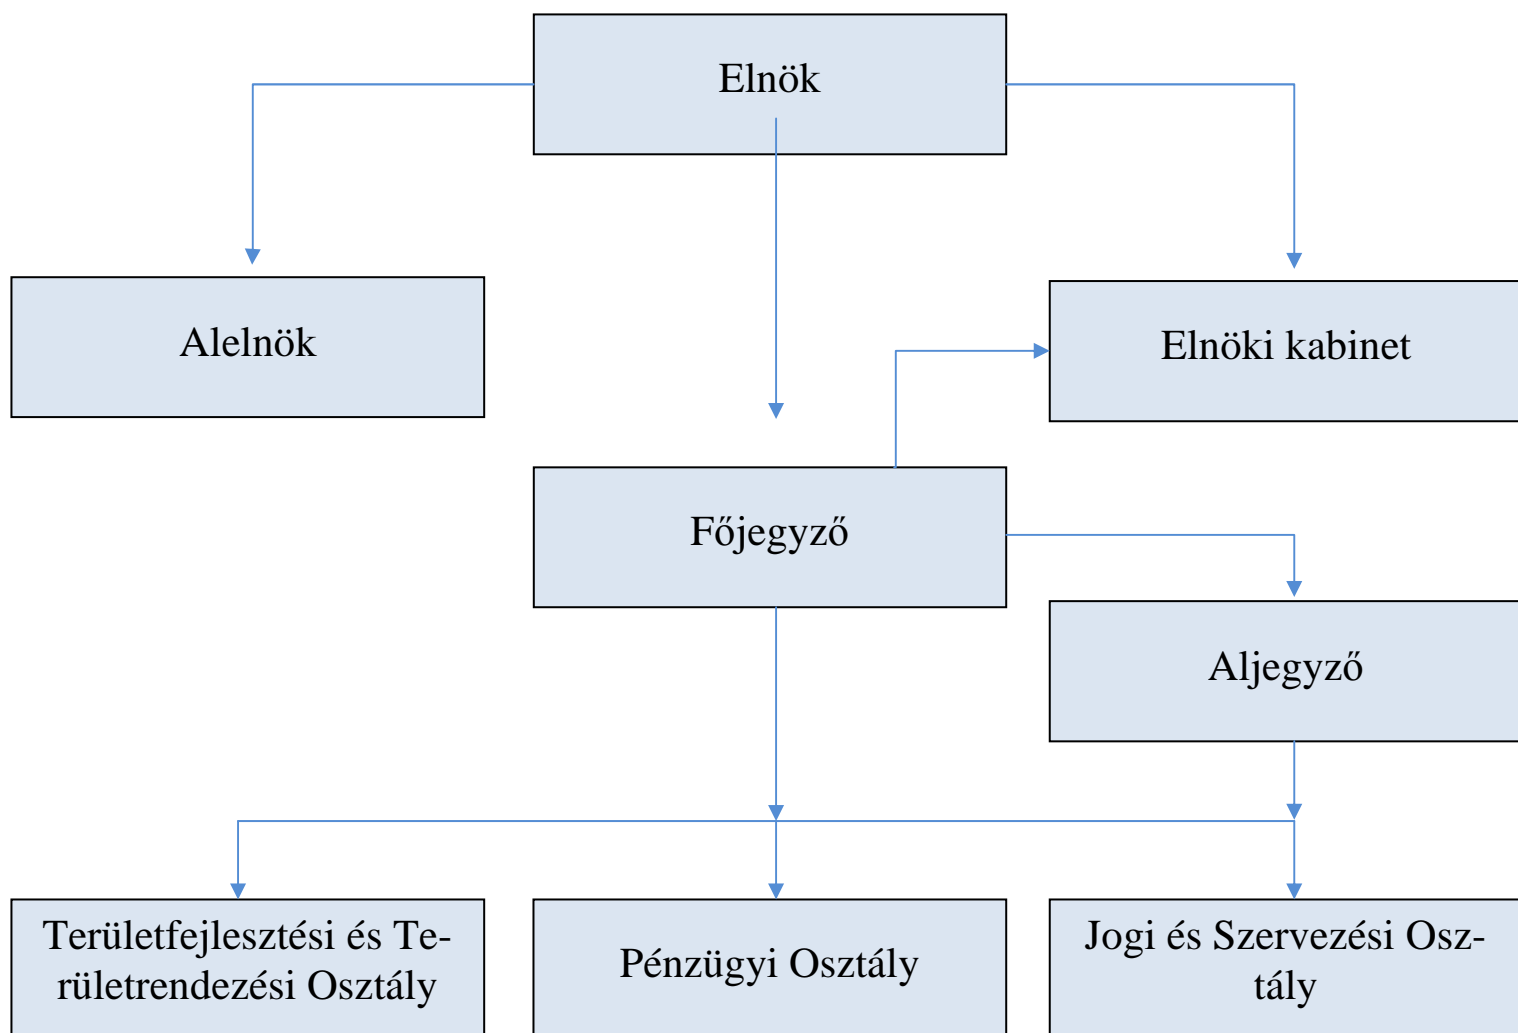 Elnök
Alelnök
Elnöki kabinet
Főjegyző
Aljegyző
Területfejlesztési és Te-
rületrendezési Osztály
Pénzügyi Osztály
Jogi és Szervezési Osz-
tály